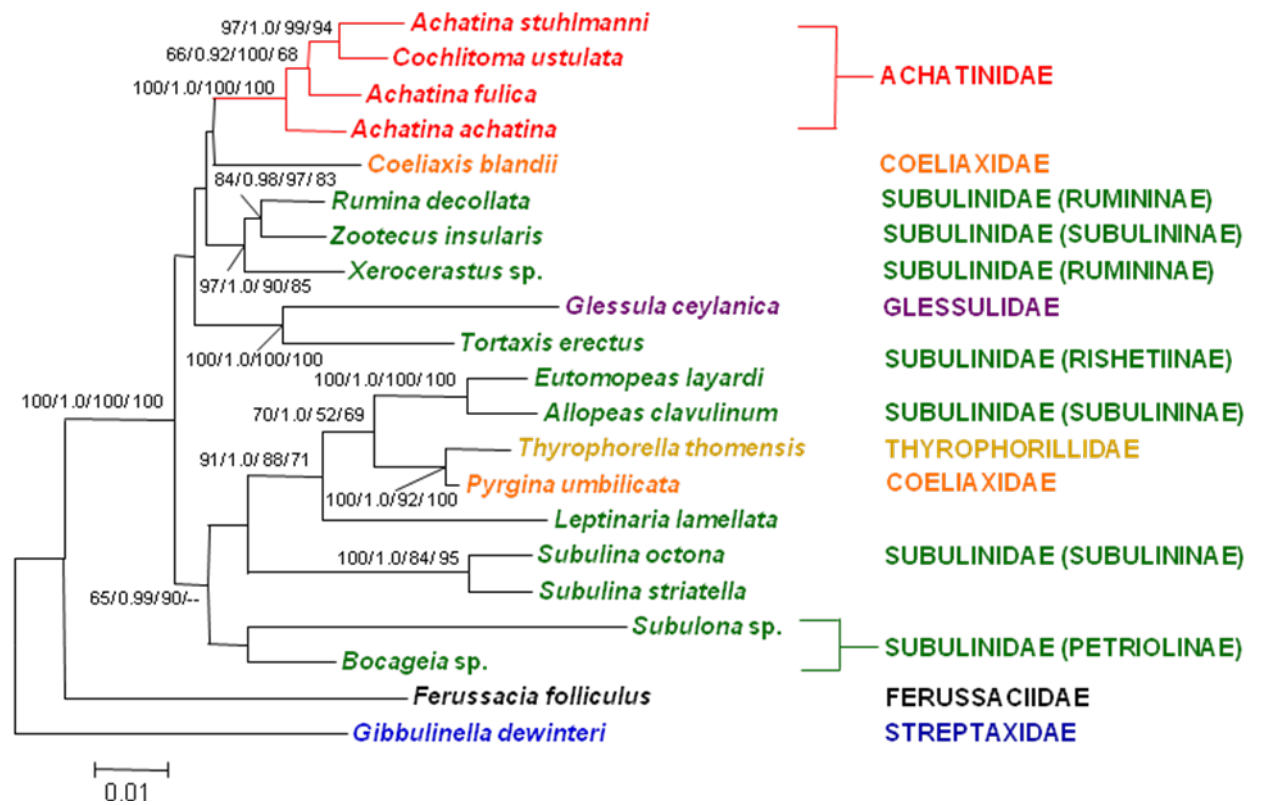 97/1.0/99/94
Achatina stuhlmanni
66/0.92/100/68
Cochlitoma ustulata
ACHATINIDAE
100/1.0/100/100
Achatina fulica
Achatina achatina
Coeliaxis blandii
COELIAXIDAE
84/0.98/97/83
Rumina decollata
SUBULINIDAE (RUMININAE)
Zootecus insularis
SUBULINIDAE (SUBULININAE)
Xerocerastus sp.
SUBULINIDAE (RUMININAE)
97/1.0/90/85
Glessula ceylanica
GLESSULIDAE
Tortaxis erectus
100/1.0/100/100
SUBULINIDAE (RISHETIINAE)
100/1.0/100/100
Eutomopeas layardi
100/1.0/100/100
70/1.0/52/69
Allopeas clavulinum
SUBULINIDAE (SUBULININAE)
Thyrophorella thomensis
THYROPHORILLIDAE
91/1.0/88/71
Pyrgina umbilicata
COELIAXIDAE
100/1.0/92/100
Leptinaria lamellata
100/1.0/84/95
Subulina octona
SUBULINIDAE (SUBULININAE)
Subulina striatella
65/0.99/90/--
Subulona sp.
SUBULINIDAE (PETRIOLINAE)
Bocageia sp.
Ferussacia folliculus
FERUSSACIIDAE
Gibbulinella dewinteri
STREPTAXIDAE
0.01